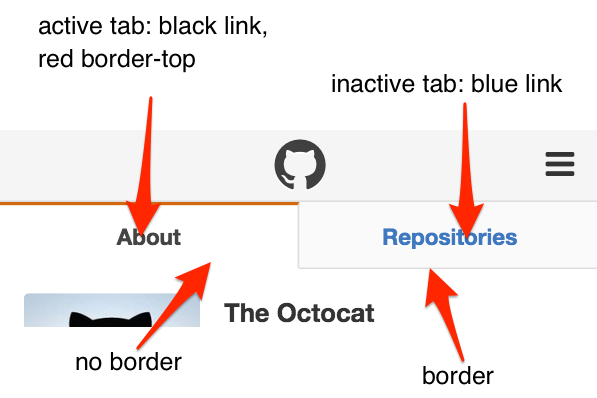 active tab: black link,
red border-top
inactive tab: blue link
About
Repositories
The Octocat
no border
border